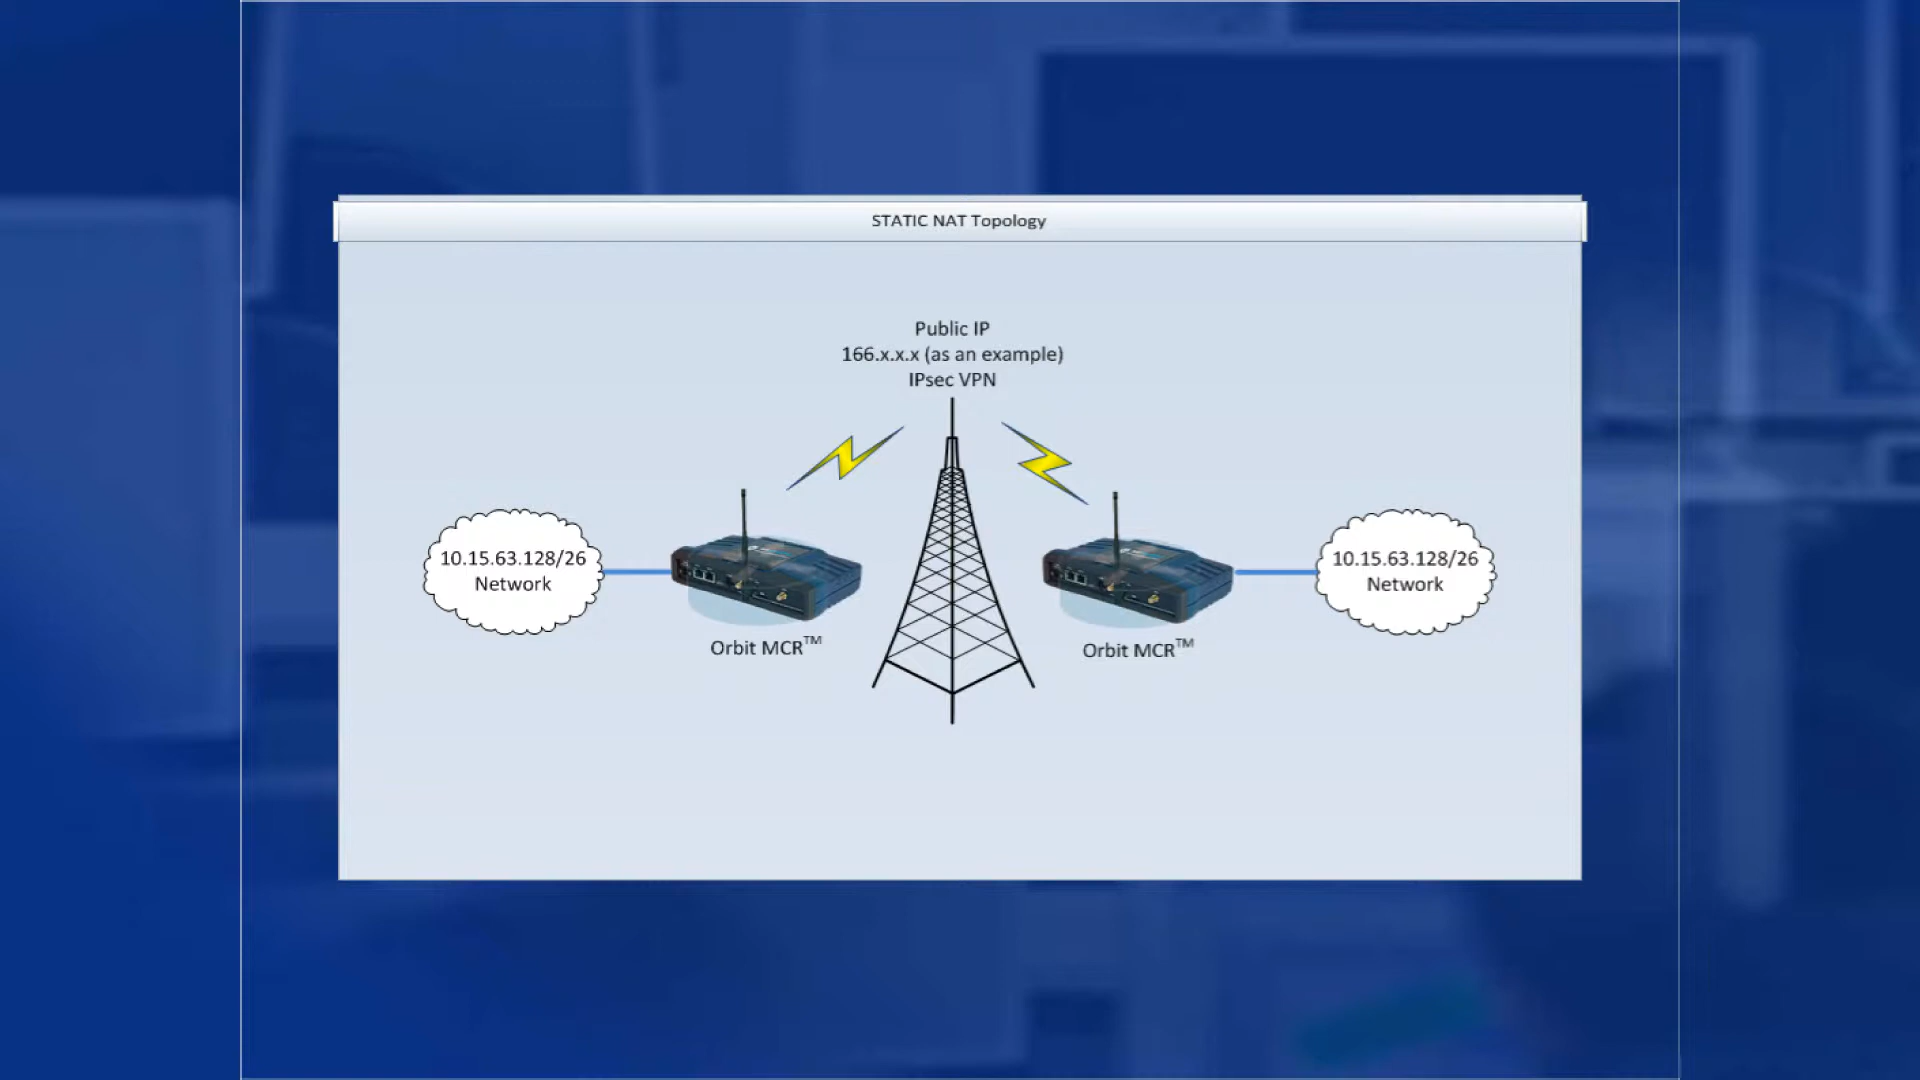 STATIC NAT Topology
Public IP
166.x.x.x (as an example)
IPsec VPN
10.15.63.128/26
Network
Orbit MCR™
Orbit MCR™
10.15.63.128/26
Network